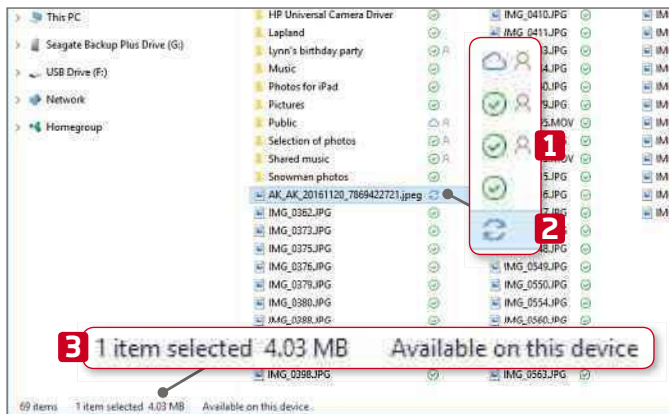 This PC
Seagate Backup Plus Drive (G:)
USB Drive (F:)
Network
Homegroup
HP Universal Camera Driver
Lapland
Lynn's birthday party
Music
Photos for iPad
Pictures
Public
Selection of photos
Shared music
Snowman photos
AK_AK_20161120_7869422721.jpeg
IMG_0362.JPG
IMG_0373.JPG
IMG_0375.JPG
IMG_0376.JPG
IMG_0379.JPG
IMG_0380.JPG
IMG_0388.JPG
IMG_0398.JPG
IMG_0410.JPG
IMG_0411.JPG
IMG_0549.JPG
IMG_0550.JPG
IMG_0554.JPG
IMG_0560.JPG
IMG_0563.JPG
1
2
3 1 item selected 4.03 MB Available on this device
69 items 1 item selected 4.03 MB Available on this device